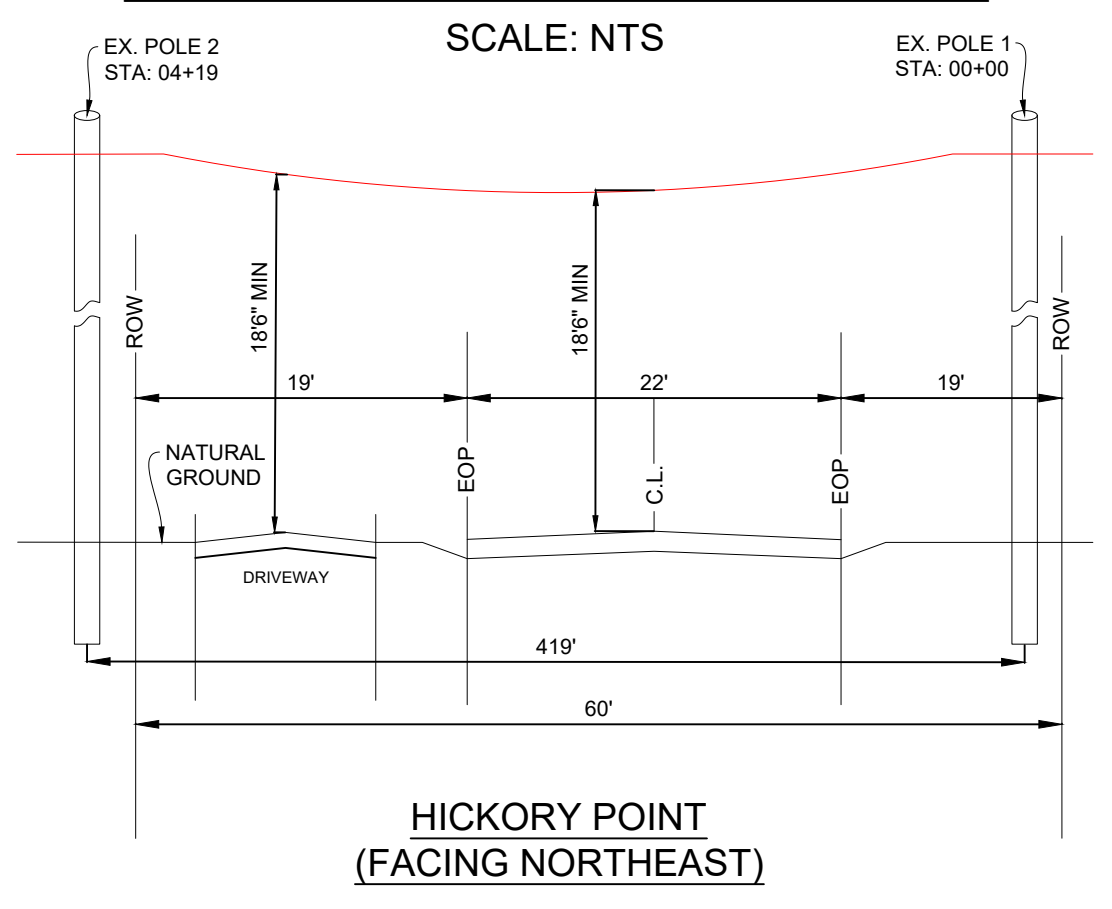 SCALE: NTS
EX. POLE 2
STA: 04+19
EX. POLE 1
STA: 00+00
ROW
18'6" MIN
18'6" MIN
ROW
19'
22'
19'
NATURAL
GROUND
EOP
C.L.
EOP
DRIVEWAY
419'
60'
HICKORY POINT
(FACING NORTHEAST)